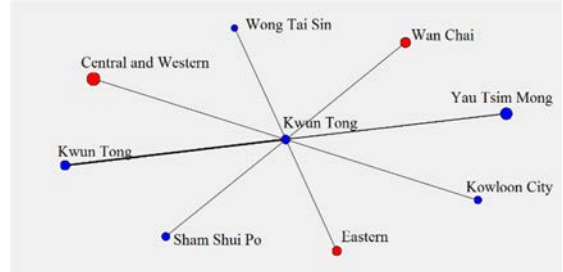 Wong Tai Sin
Wan Chai
Central and Western
Yau Tsim Mong
Kwun Tong
Kwun Tong
Kowloon City
Sham Shui Po
Eastern